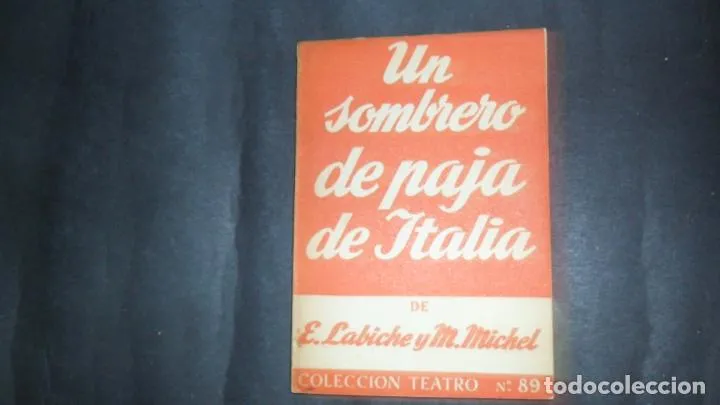 Un
sombrero
de paja
de Italia
DE
E. Labiche y M. Michel
COLECCION TEATRO Nº 89
todocoleccion